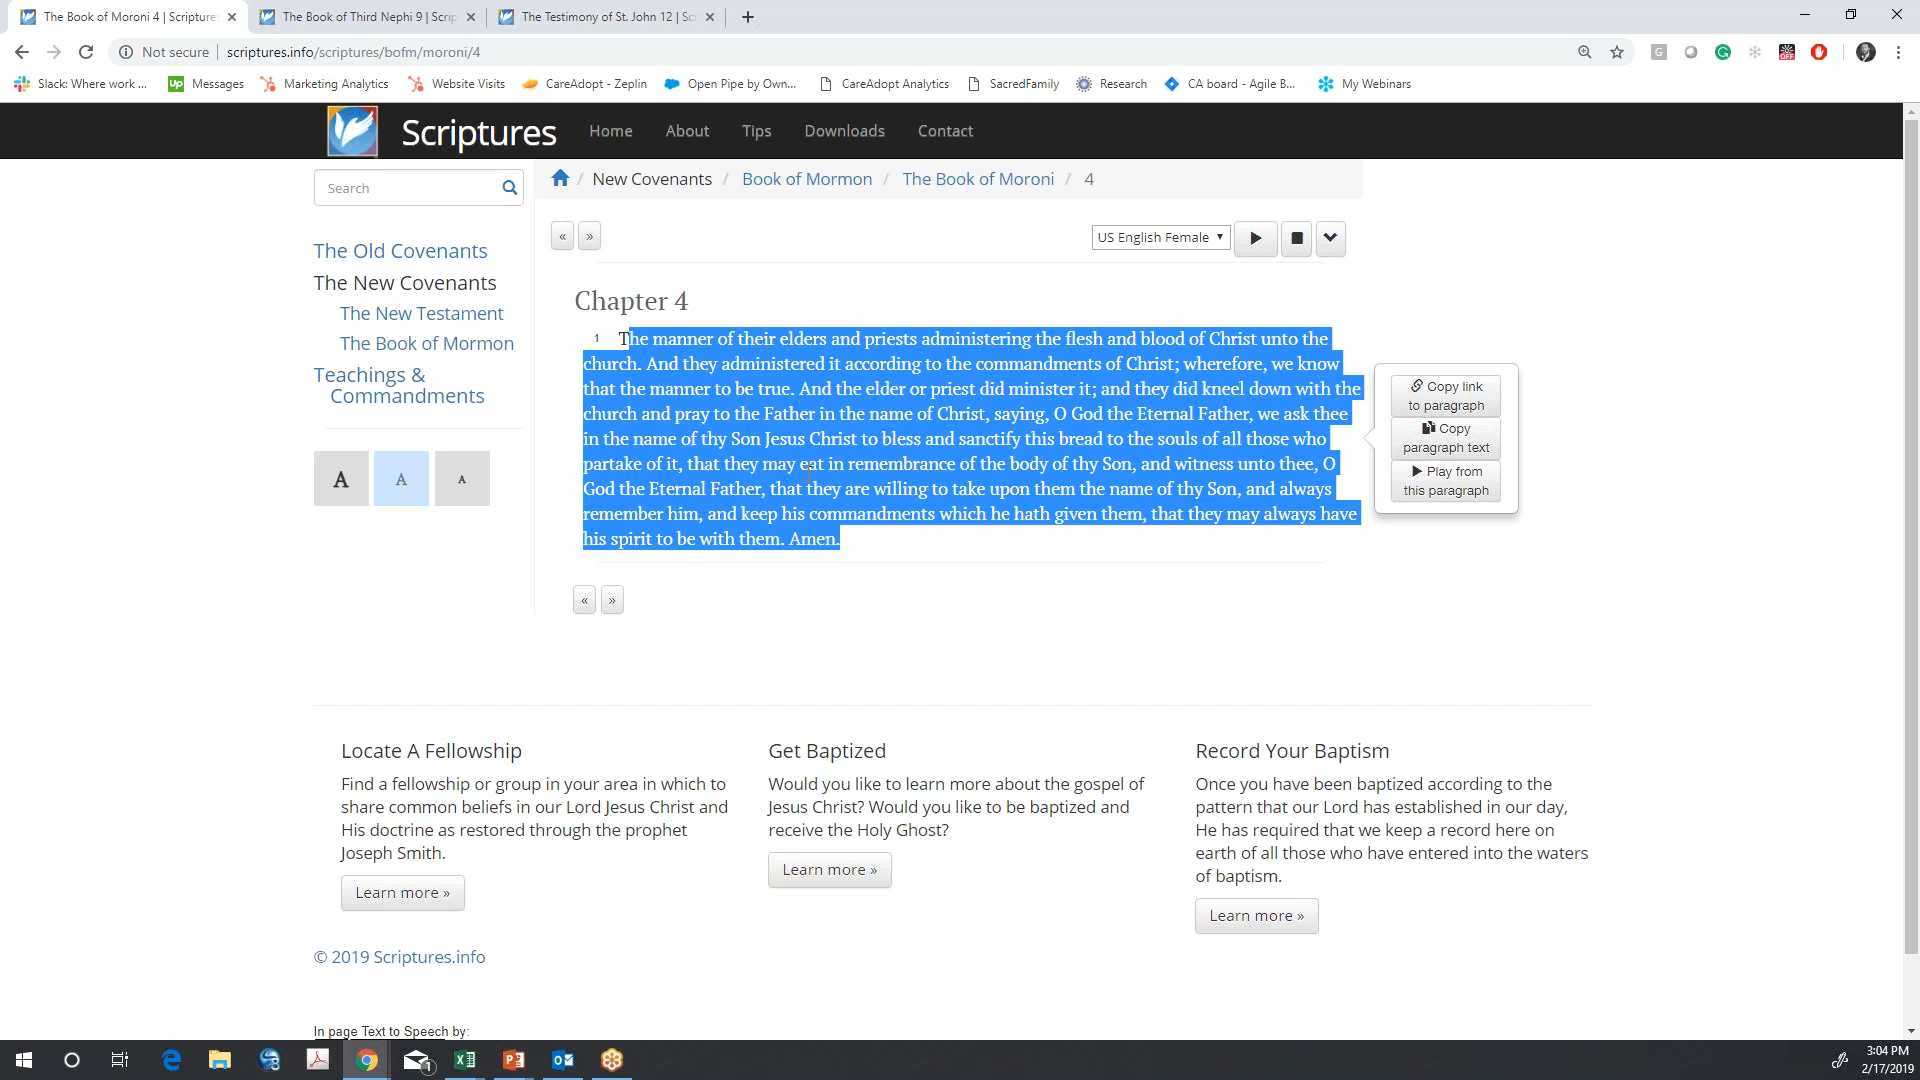 The Book of Moroni 4 | Scriptures
The Book of Third Nephi 9 | Scrip
The Testimony of St. John 12 | Sc
Not secure
scriptures.info/scriptures/bofm/moroni/4
Slack: Where work ...
Up Messages
Marketing Analytics
Website Visits
CareAdopt - Zeplin
Open Pipe by Own...
CareAdopt Analytics
SacredFamily
Research
CA board - Agile B...
My Webinars
Scriptures
Home
About
Tips
Downloads
Contact
Search
/ New Covenants / Book of Mormon / The Book of Moroni / 4
« »
US English Female
The Old Covenants
The New Covenants
The New Testament
The Book of Mormon
Teachings &
Commandments
A A A
Chapter 4
1 The manner of their elders and priests administering the flesh and blood of Christ unto the
church. And they administered it according to the commandments of Christ; wherefore, we know
that the manner to be true. And the elder or priest did minister it; and they did kneel down with the
church and pray to the Father in the name of Christ, saying, O God the Eternal Father, we ask thee
in the name of thy Son Jesus Christ to bless and sanctify this bread to the souls of all those who
partake of it, that they may eat in remembrance of the body of thy Son, and witness unto thee, O
God the Eternal Father, that they are willing to take upon them the name of thy Son, and always
remember him, and keep his commandments which he hath given them, that they may always have
his spirit to be with them. Amen.
Copy link
to paragraph
Copy
paragraph text
Play from
this paragraph
« »
Locate A Fellowship
Find a fellowship or group in your area in which to
share common beliefs in our Lord Jesus Christ and
His doctrine as restored through the prophet
Joseph Smith.
Learn more »
Get Baptized
Would you like to learn more about the gospel of
Jesus Christ? Would you like to be baptized and
receive the Holy Ghost?
Learn more »
Record Your Baptism
Once you have been baptized according to the
pattern that our Lord has established in our day,
He has required that we keep a record here on
earth of all those who have entered into the waters
of baptism.
Learn more »
© 2019 Scriptures.info
In page Text to Speech by:
3:04 PM
2/17/2019